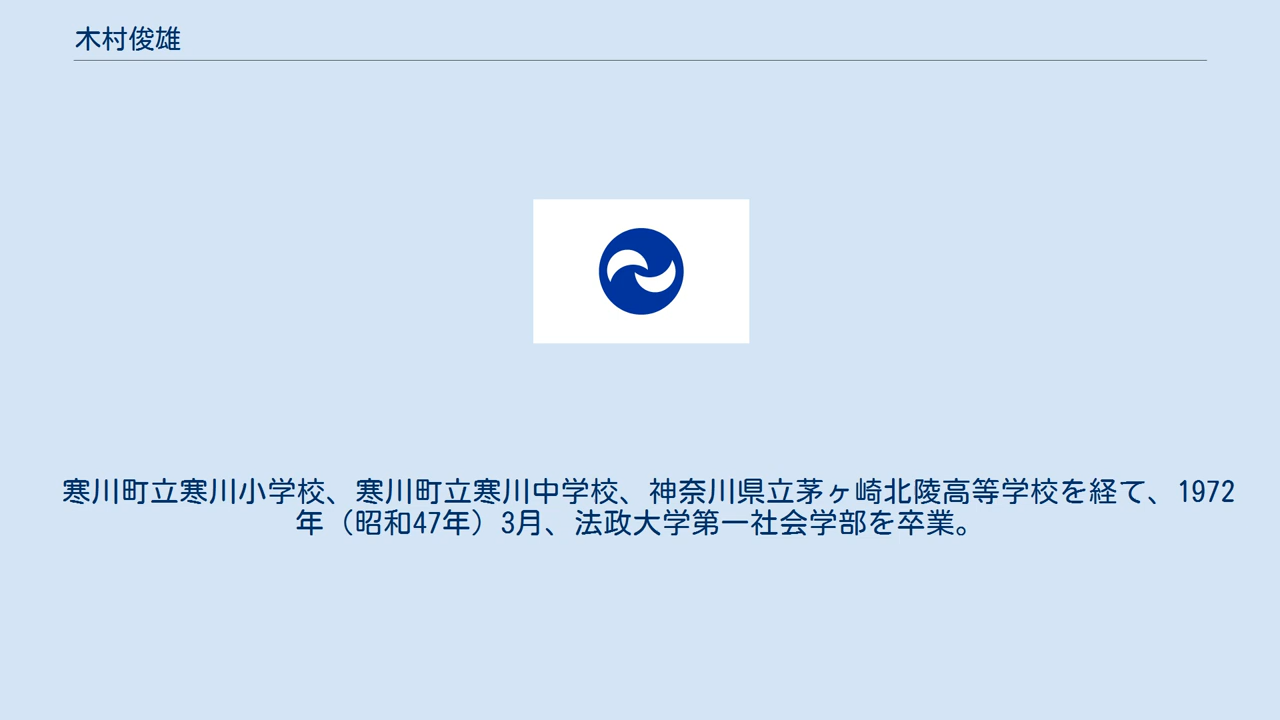 木村俊雄
寒川町立寒川小学校、寒川町立寒川中学校、神奈川県立茅ヶ崎北陵高等学校を経て、1972
年（昭和47年）3月、法政大学第一社会学部を卒業。